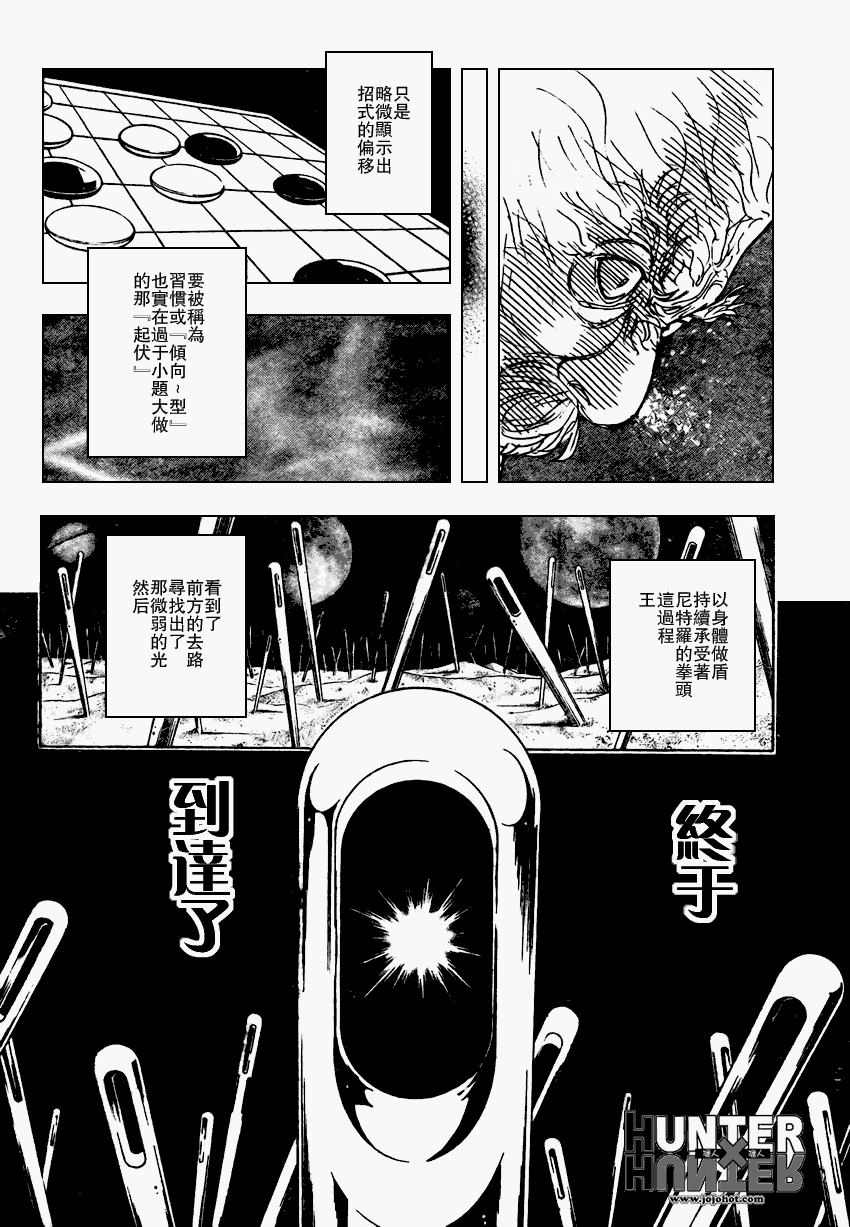 只是
略微顯示出
招式的偏移
要被稱為
習慣或『傾向~型』
也實在過于小題大做
的那『起伏』
以身體做盾
持續承受著
尼特羅的拳頭
這過程
王
看到了
前方的去路
尋找出了
那微弱的光
然后
終于
到達了
HUNTER
×
HUNTER
www.jojohot.com